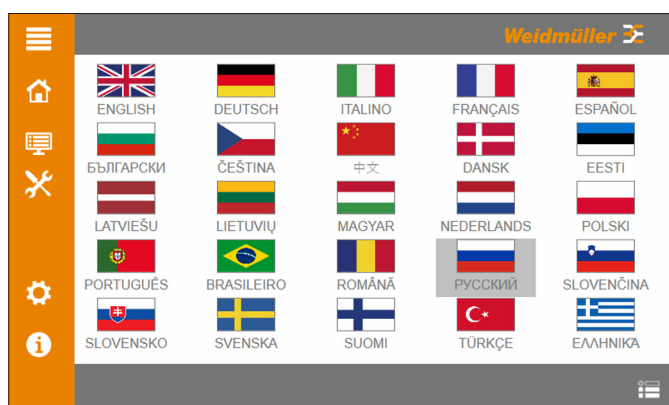 Weidmüller
ENGLISH DEUTSCH ITALINO FRANÇAIS ESPAÑOL
БЪЛГАРСКИ ČEŠTINA 中文 DANSK EESTI
LATVIEŠU LIETUVIŲ MAGYAR NEDERLANDS POLSKI
PORTUGUÊS BRASILEIRO ROMÂNĂ РУССКИЙ SLOVENČINA
SLOVENSKO SVENSKA SUOMI TÜRKÇE ΕΛΛΗΝΙΚΆ